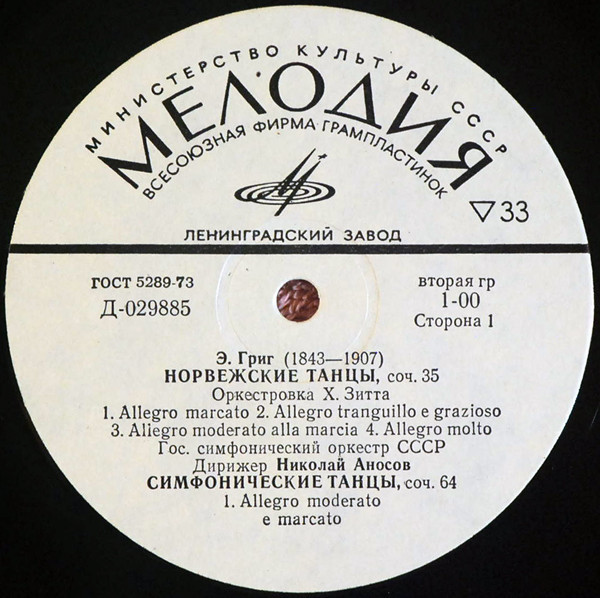 МИНИСТЕРСТВО КУЛЬТУРЫ СССР
МЕЛОДИЯ
ВСЕСОЮЗНАЯ ФИРМА ГРАМПЛАСТИНОК
▽33
ЛЕНИНГРАДСКИЙ ЗАВОД
ГОСТ 5289-73
Д-029885
вторая гр
1-00
Сторона 1
Э. Григ (1843—1907)
НОРВЕЖСКИЕ ТАНЦЫ, соч. 35
Оркестровка Х. Зитта
1. Allegro marcato 2. Allegro tranguillo e grazioso
3. Allegro moderato alla marcia 4. Allegro molto
Гос. симфонический оркестр СССР
Дирижер Николай Аносов
СИМФОНИЧЕСКИЕ ТАНЦЫ, соч. 64
1. Allegro moderato
e marcato